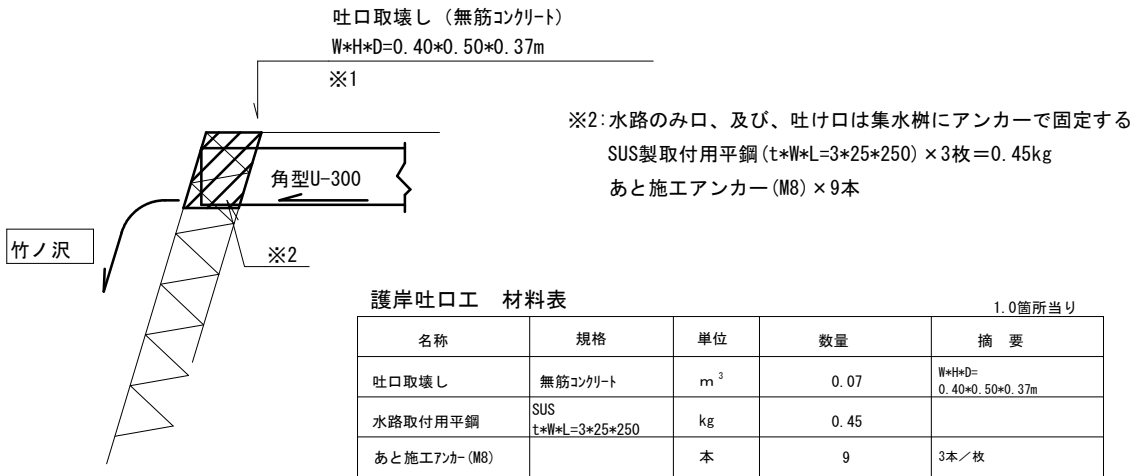 吐口取壊し（無筋ｺﾝｸﾘｰﾄ）
W*H*D=0.40*0.50*0.37m
※1
※2:水路のみ口、及び、吐け口は集水桝にアンカーで固定する
SUS製取付用平鋼(t*W*L=3*25*250)×3枚＝0.45kg
あと施工アンカー(M8)×9本
角型U-300
竹ノ沢
※2
護岸吐口工　材料表
1.0箇所当り
名称 規格 単位 数量 摘　要
吐口取壊し 無筋ｺﾝｸﾘｰﾄ ｍ3 0.07 W*H*D=
0.40*0.50*0.37m
水路取付用平鋼 SUS
t*W*L=3*25*250 kg 0.45
あと施工ｱﾝｶｰ(M8) 本 9 3本／枚